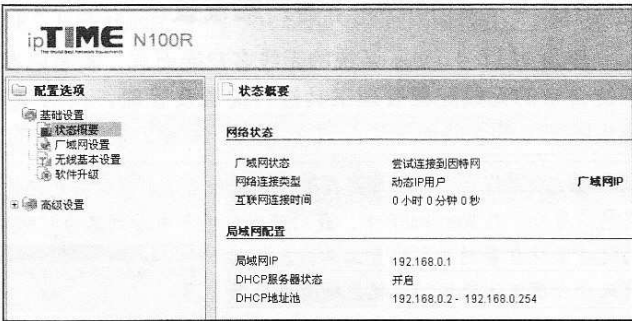 ipTIME N100R
配置选项
基础设置
状态概要
广域网设置
无线基本设置
软件升级
高级设置
状态概要
网络状态
广域网状态 尝试连接到因特网
网络连接类型 动态IP用户 广域网IP
互联网连接时间 0 小时 0 分钟 0 秒
局域网配置
局域网IP 192.168.0.1
DHCP服务器状态 开启
DHCP地址池 192.168.0.2 - 192.168.0.254